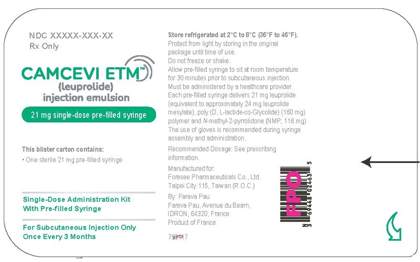 NDC XXXXX-XXX-XX
Rx Only
CAMCEVI ETM™
(leuprolide)
injection emulsion
21 mg single-dose pre-filled syringe
This blister carton contains:
• One sterile 21 mg pre-filled syringe
Single-Dose Administration Kit
With Pre-filled Syringe
For Subcutaneous Injection Only
Once Every 3 Months
Store refrigerated at 2°C to 8°C (36°F to 46°F).
Protect from light by storing in the original
package until time of use.
Do not freeze or shake.
Allow pre-filled syringe to sit at room temperature
for 30 minutes prior to subcutaneous injection.
Must be administered by a healthcare provider.
Each pre-filled syringe delivers 21 mg leuprolide
(equivalent to approximately 24 mg leuprolide
mesylate), poly (D, L-lactide-co-Glycolide) (160 mg)
polymer and N-methyl-2-pyrrolidone (NMP; 116 mg)
The use of gloves is recommended during syringe
assembly and administration.
Recommended Dosage: See prescribing
information.
Manufactured for:
Foresee Pharmaceuticals Co., Ltd.
Taipei City 115, Taiwan (R.O.C.)
By: Fareva Pau,
Fareva Pau, Avenue du Bearn,
IDRON, 64320, France
Product of France
PPO